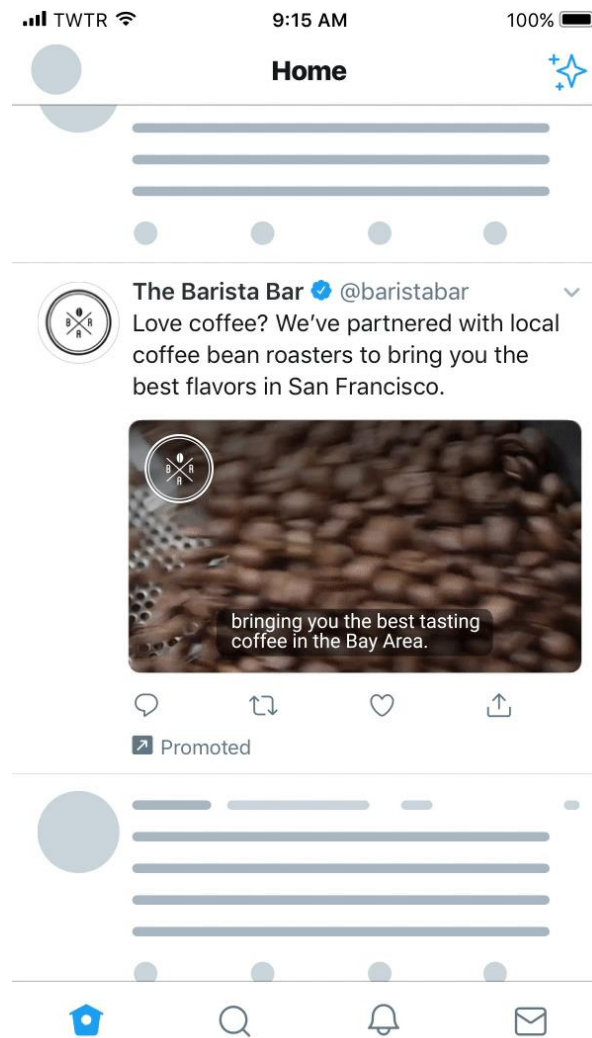 TWTR 9:15 AM 100%
Home
The Barista Bar @baristabar
Love coffee? We’ve partnered with local
coffee bean roasters to bring you the
best flavors in San Francisco.
B A R
A
B A R
bringing you the best tasting
coffee in the Bay Area.
Promoted